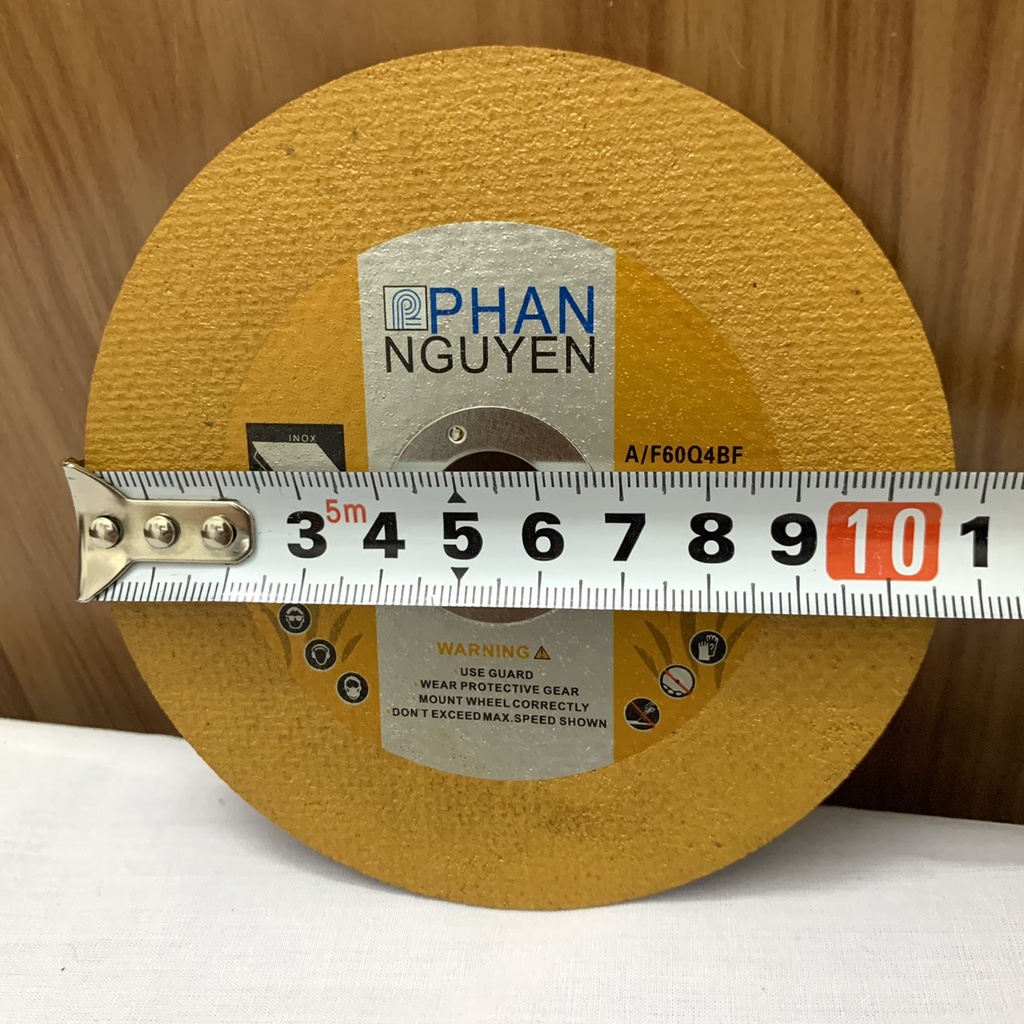 PHAN
NGUYEN
INOX
A/F60Q4BF
5m
3 4 5 6 7 8 9 10 1
WARNING
USE GUARD
WEAR PROTECTIVE GEAR
MOUNT WHEEL CORRECTLY
DON'T EXCEED MAX.SPEED SHOWN